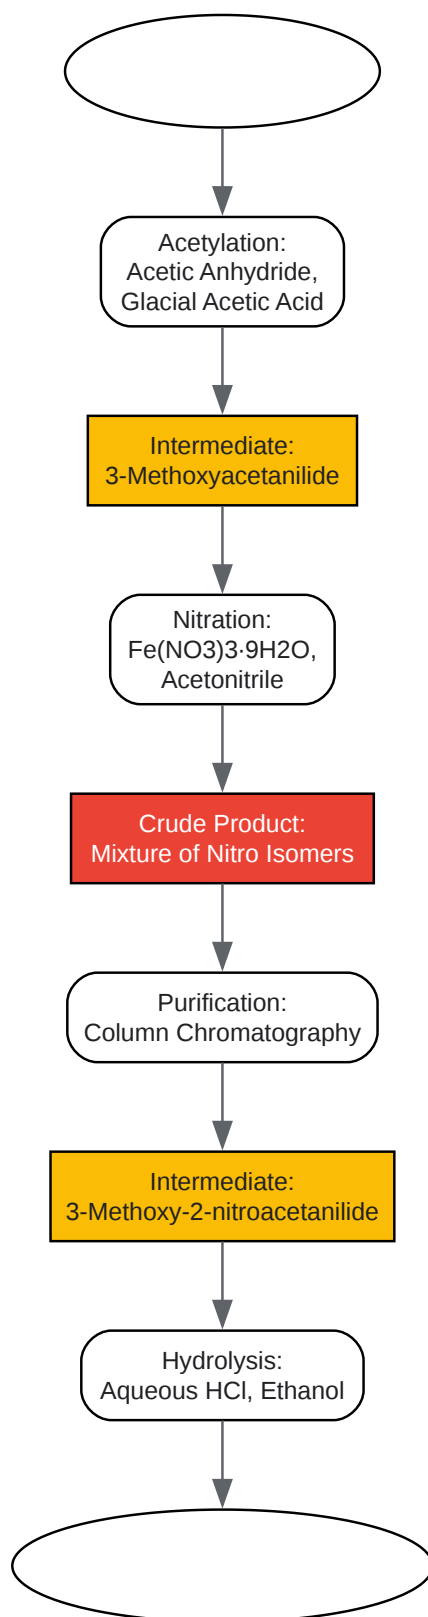 Acetylation:
Acetic Anhydride,
Glacial Acetic Acid
Intermediate:
3-Methoxyacetanilide
Nitration:
Fe(NO3)3·9H2O,
Acetonitrile
Crude Product:
Mixture of Nitro Isomers
Purification:
Column Chromatography
Intermediate:
3-Methoxy-2-nitroacetanilide
Hydrolysis:
Aqueous HCl, Ethanol